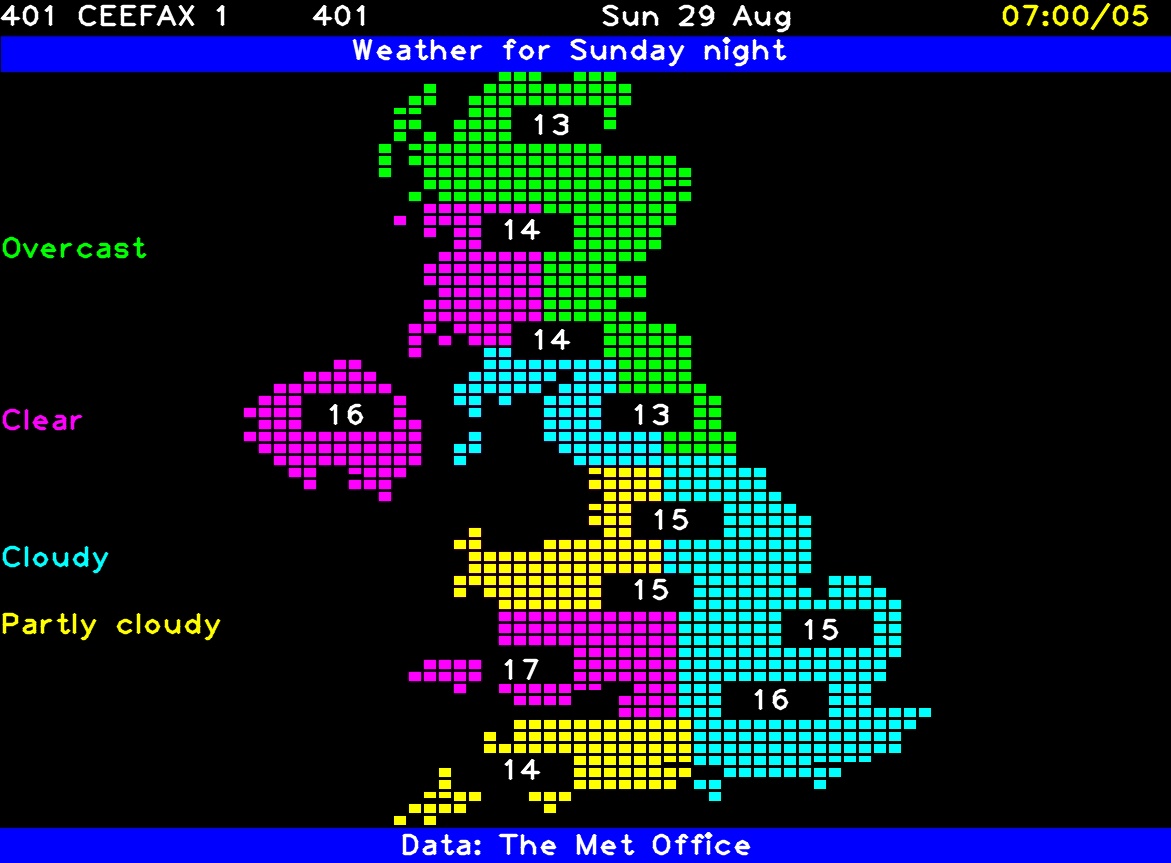 401 CEEFAX 1 401 Sun 29 Aug 07:00/05
Weather for Sunday night
13
14
Overcast
14
16
13
Clear
15
Cloudy
15
Partly cloudy
15
17
16
14
Data: The Met Office